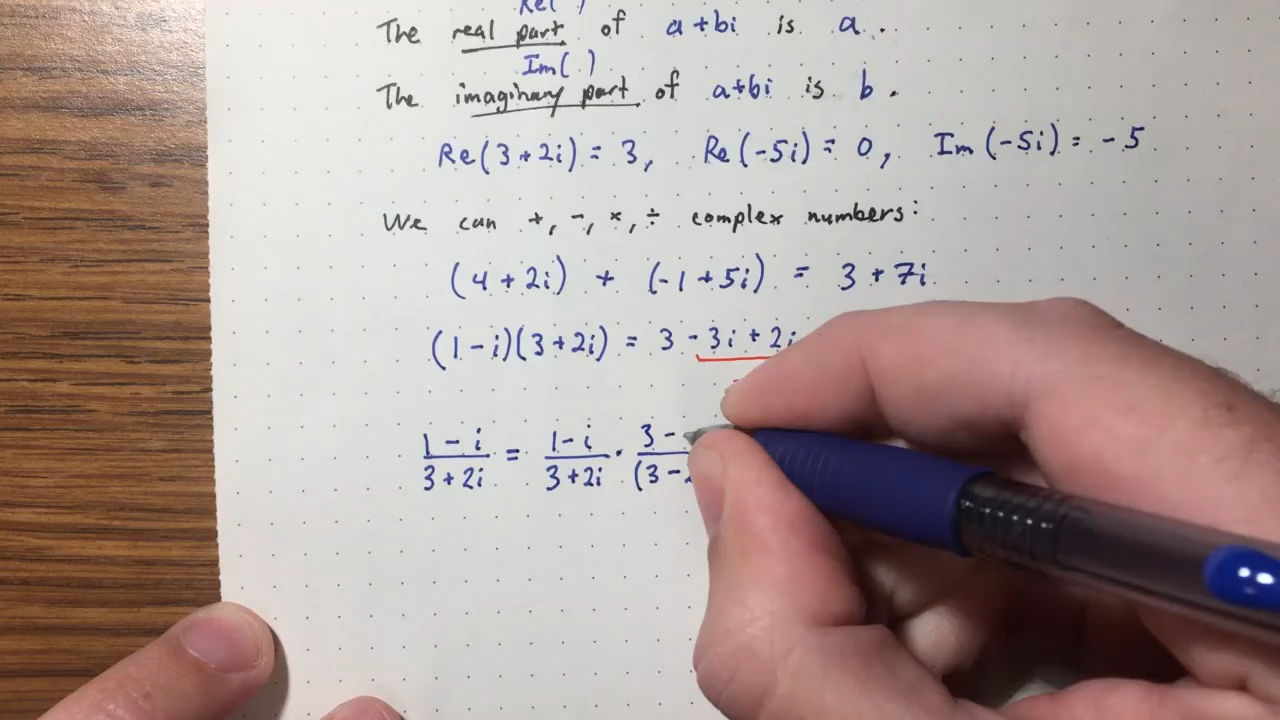 Re( )
The real part of a+bi is a.
Im( )
The imaginary part of a+bi is b.
Re(3+2i) = 3, Re(-5i) = 0, Im(-5i) = -5
We can +, -, ×, ÷ complex numbers:
(4+2i) + (-1+5i) = 3+7i
(1-i)(3+2i) = 3-3i+2i
1-i/3+2i = 1-i/3+2i · 3-/(3-